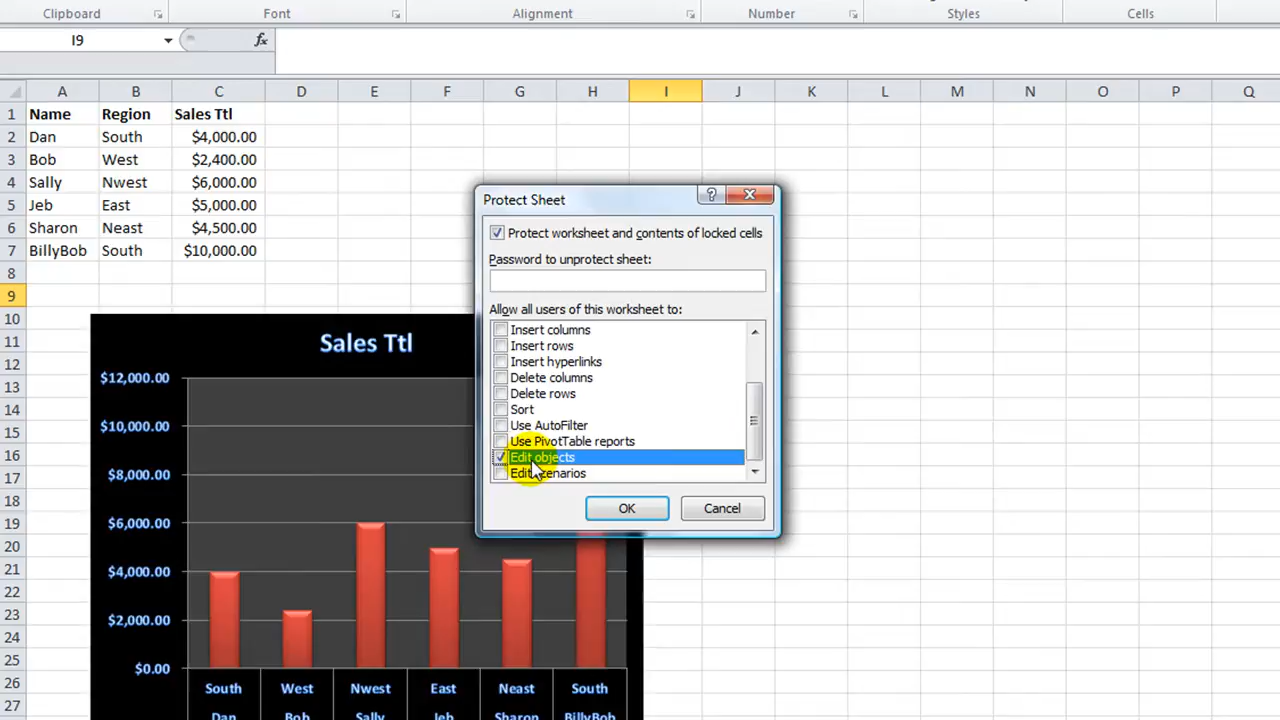 Clipboard Font Alignment Number Styles Cells
I9 fx
A B C D E F G H I J K L M N O P Q
1 Name Region Sales Ttl
2 Dan South $4,000.00
3 Bob West $2,400.00
4 Sally Nwest $6,000.00
5 Jeb East $5,000.00
6 Sharon Neast $4,500.00
7 BillyBob South $10,000.00
8
9
10
11
12
13
14
15
16
17
18
19
20
21
22
23
24
25
26
27
Sales Ttl
$12,000.00
$10,000.00
$8,000.00
$6,000.00
$4,000.00
$2,000.00
$0.00
South West Nwest East Neast South
Dan Bob Sally Jeb Sharon BillyBob
Protect Sheet
Protect worksheet and contents of locked cells
Password to unprotect sheet:
Allow all users of this worksheet to:
Insert columns
Insert rows
Insert hyperlinks
Delete columns
Delete rows
Sort
Use AutoFilter
Use PivotTable reports
Edit objects
Edit scenarios
OK Cancel